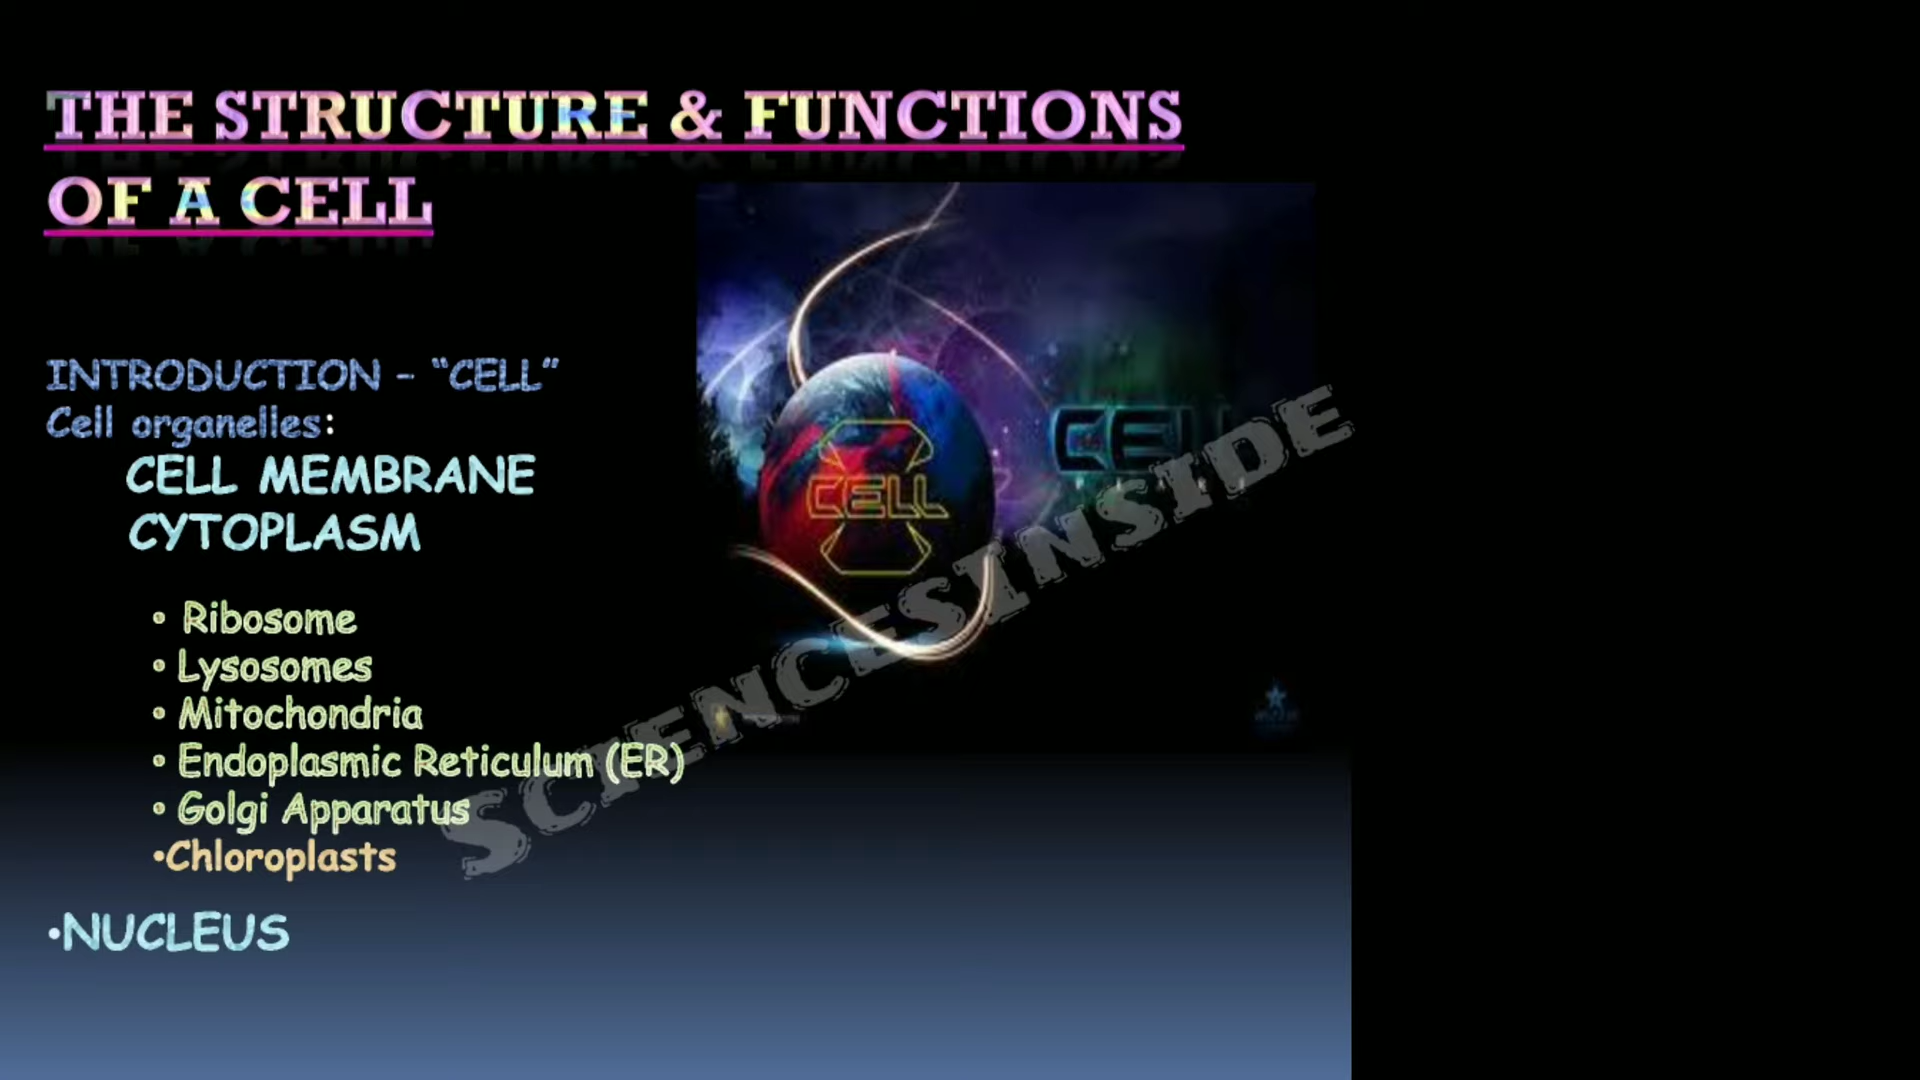 THE STRUCTURE & FUNCTIONS
OF A CELL
INTRODUCTION – “CELL”
Cell organelles:
CELL MEMBRANE
CYTOPLASM
• Ribosome
• Lysosomes
• Mitochondria
• Endoplasmic Reticulum (ER)
• Golgi Apparatus
•Chloroplasts
•NUCLEUS
CELL
CELL
SCIENCESINSIDE